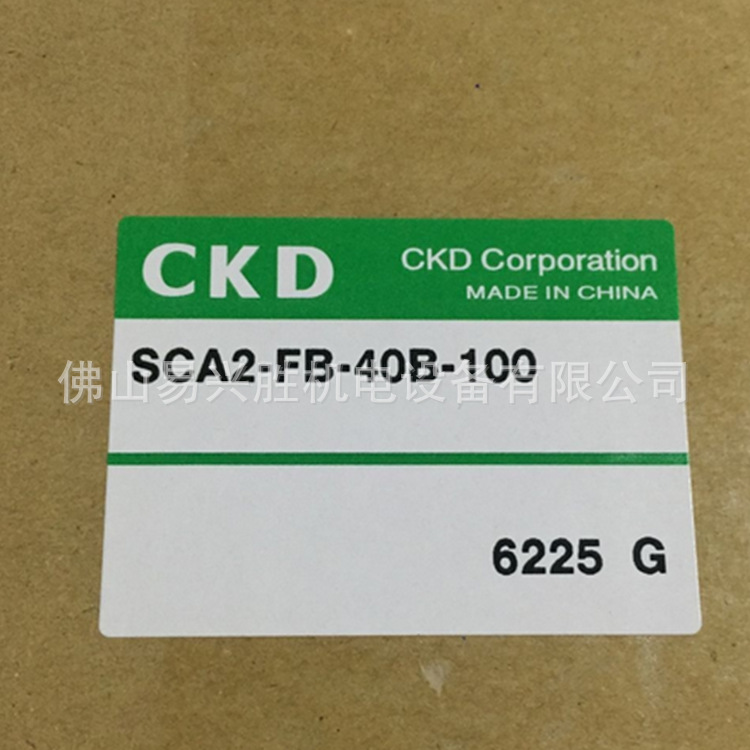 CKD
CKD Corporation
MADE IN CHINA
SCA2-FB-40B-100
佛山易兴胜机电设备有限公司
6225 G